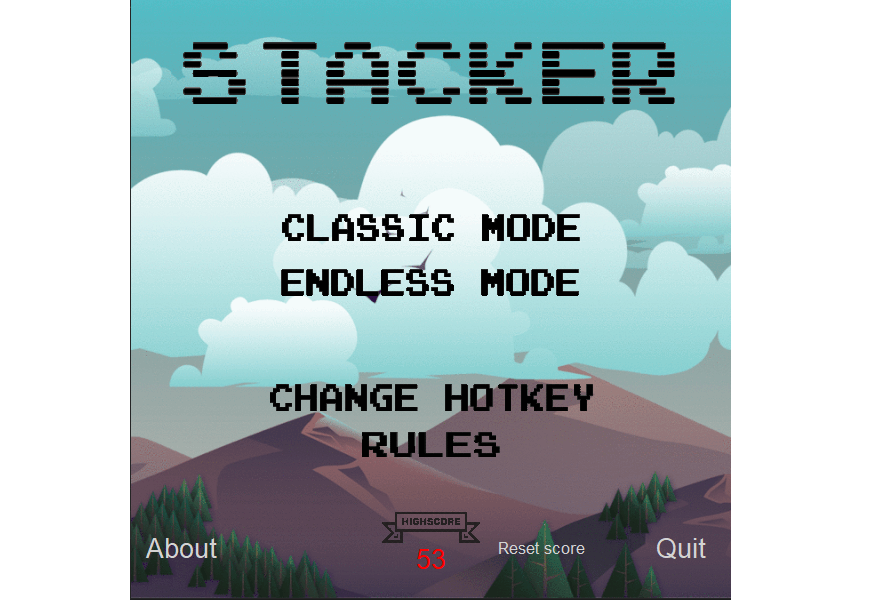 STACKER
CLASSIC MODE
ENDLESS MODE
CHANGE HOTKEY
RULES
HIGHSCORE
About
53
Reset score
Quit